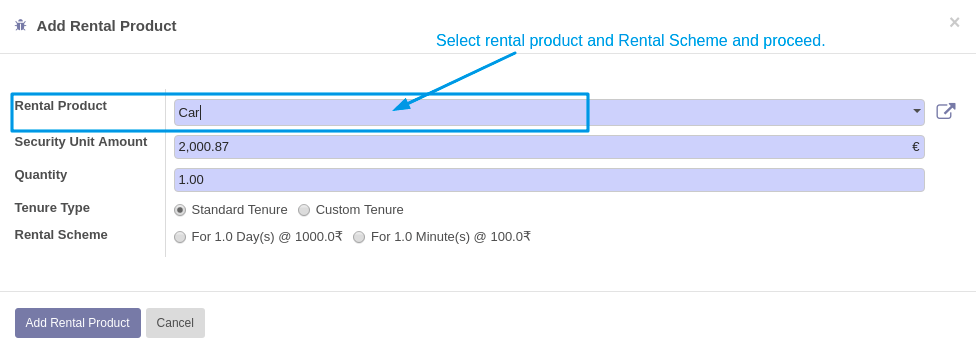 Add Rental Product ×
Select rental product and Rental Scheme and proceed.
Rental Product Car
Security Unit Amount 2,000.87 €
Quantity 1.00
Tenure Type Standard Tenure Custom Tenure
Rental Scheme For 1.0 Day(s) @ 1000.0₹ For 1.0 Minute(s) @ 100.0₹
Add Rental Product Cancel